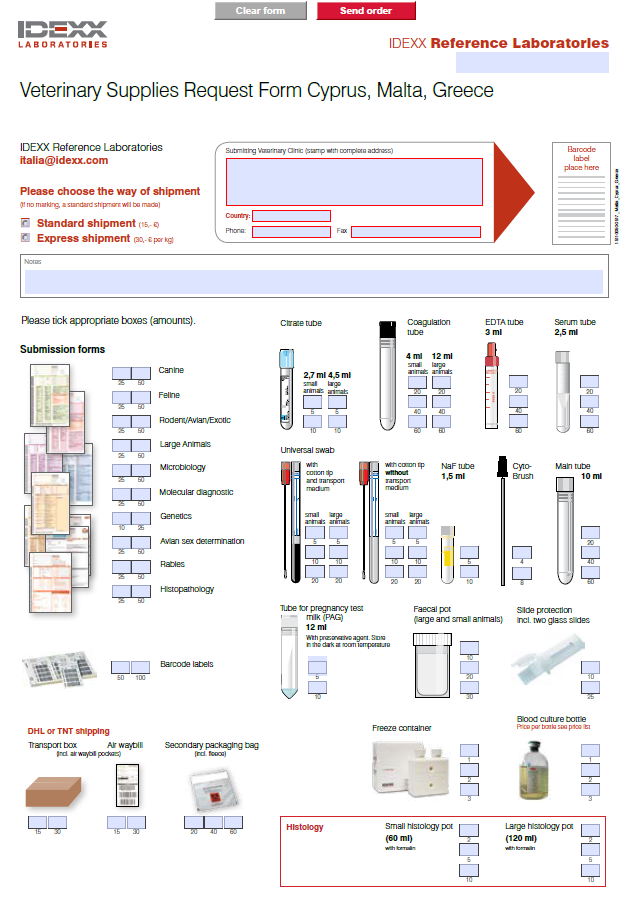 Clear form
Send order
IDEXX
LABORATORIES
IDEXX Reference Laboratories
Veterinary Supplies Request Form Cyprus, Malta, Greece
IDEXX Reference Laboratories
italia@idexx.com
Please choose the way of shipment
(if no marking, a standard shipment will be made)
Standard shipment (15,- €)
Express shipment (30,- € per kg)
Submitting Veterinary Clinic (stamp with complete address)
Country:
Phone:
Fax
Barcode
label
place here
Notes
Please tick appropriate boxes (amounts).
Submission forms
Canine
25 50
Feline
25 50
Rodent/Avian/Exotic
25 50
Large Animals
25 50
Microbiology
25 50
Molecular diagnostic
25 50
Genetics
10 25
Avian sex determination
25 50
Rabies
25 50
Histopathology
25 50
Barcode labels
50 100
Citrate tube
2,7 ml 4,5 ml
small animals
large animals
5 5
10 10
Coagulation
tube
4 ml 12 ml
small animals
large animals
20 20
40 40
60 60
EDTA tube
3 ml
20
40
60
Serum tube
2,5 ml
20
40
60
Universal swab
with
cotton tip
and transport
medium
small animals
large animals
5 5
10 10
20 20
with cotton tip
without
transport
medium
small animals
large animals
5 5
10 10
20 20
NaF tube
1,5 ml
5
10
Cyto-
Brush
4
8
Main tube
10 ml
20
40
60
Tube for pregnancy test
milk (PAG)
12 ml
With preservative agent. Store
in the dark at room temperature
5
10
Faecal pot
(large and small animals)
10
20
30
Slide protection
incl. two glass slides
10
25
DHL or TNT shipping
Transport box
Air waybill
(incl. air waybill pockets)
15 30
15 30
Secondary packaging bag
(incl. fleece)
20 40 60
Freeze container
1
2
3
Blood culture bottle
Price per bottle see price list
1
2
3
Histology
Small histology pot
(60 ml)
with formalin
2
5
10
Large histology pot
(120 ml)
with formalin
2
5
10